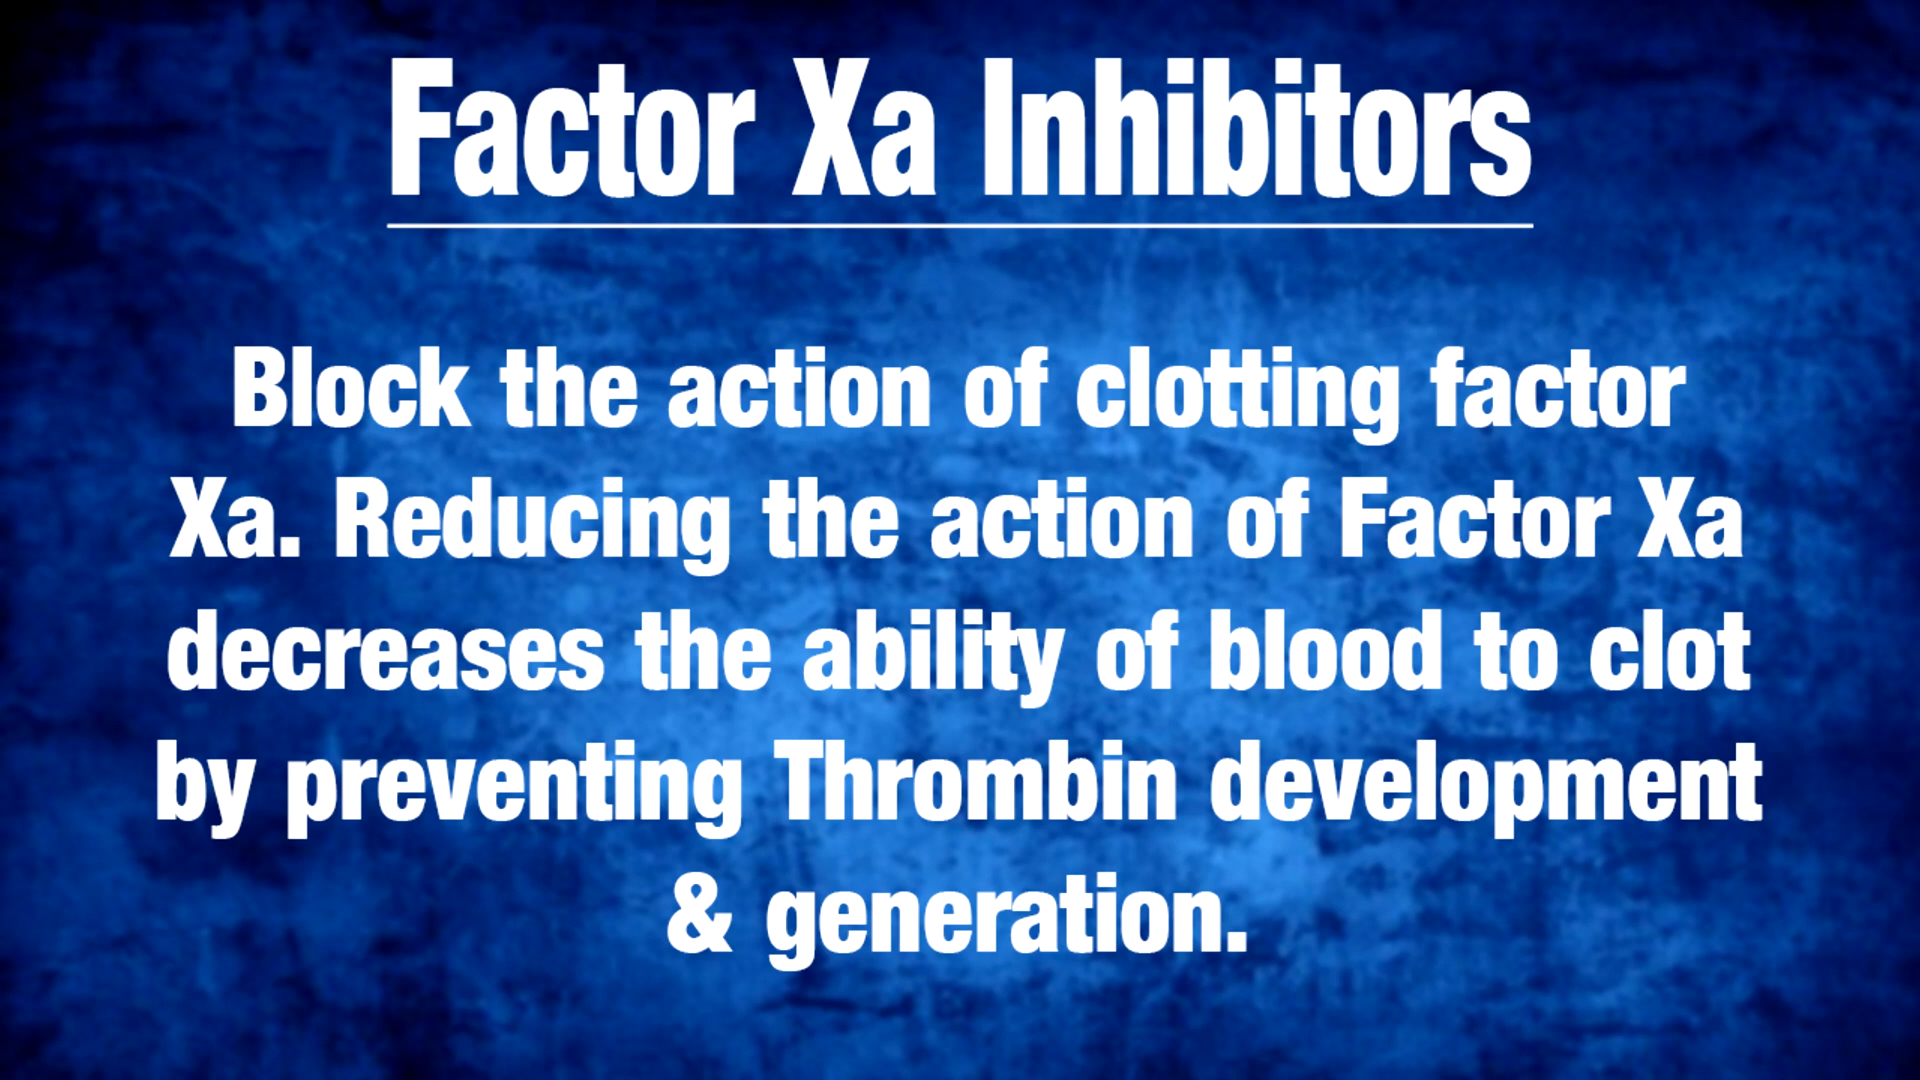 Factor Xa Inhibitors
Block the action of clotting factor
Xa. Reducing the action of Factor Xa
decreases the ability of blood to clot
by preventing Thrombin development
& generation.